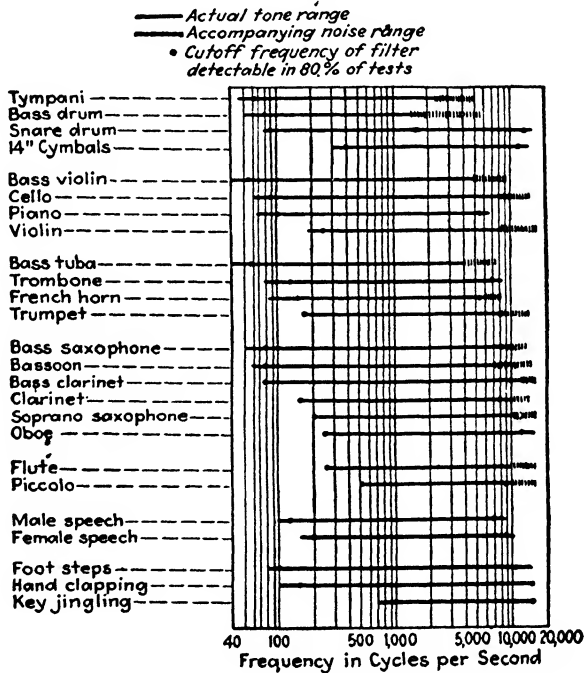 Actual tone range
Accompanying noise range
• Cutoff frequency of filter
detectable in 80% of tests
Tympani
Bass drum
Snare drum
14" Cymbals
Bass violin
Cello
Piano
Violin
Bass tuba
Trombone
French horn
Trumpet
Bass saxophone
Bassoon
Bass clarinet
Clarinet
Soprano saxophone
Oboe
Flute
Piccolo
Male speech
Female speech
Foot steps
Hand clapping
Key jingling
40 100 500 1,000 5,000 10,000 20,000
Frequency in Cycles per Second